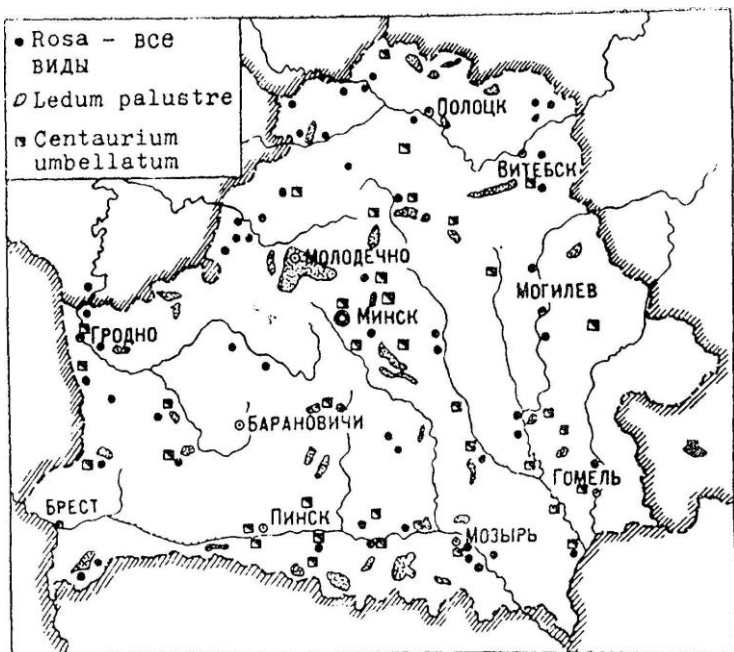 Rosa – все
виды
Ledum palustre
Centaurium
umbellatum
Полоцк
Витебск
Молодечно
Могилев
Минск
Гродно
Барановичи
Гомель
Брест
Пинск
Мозырь